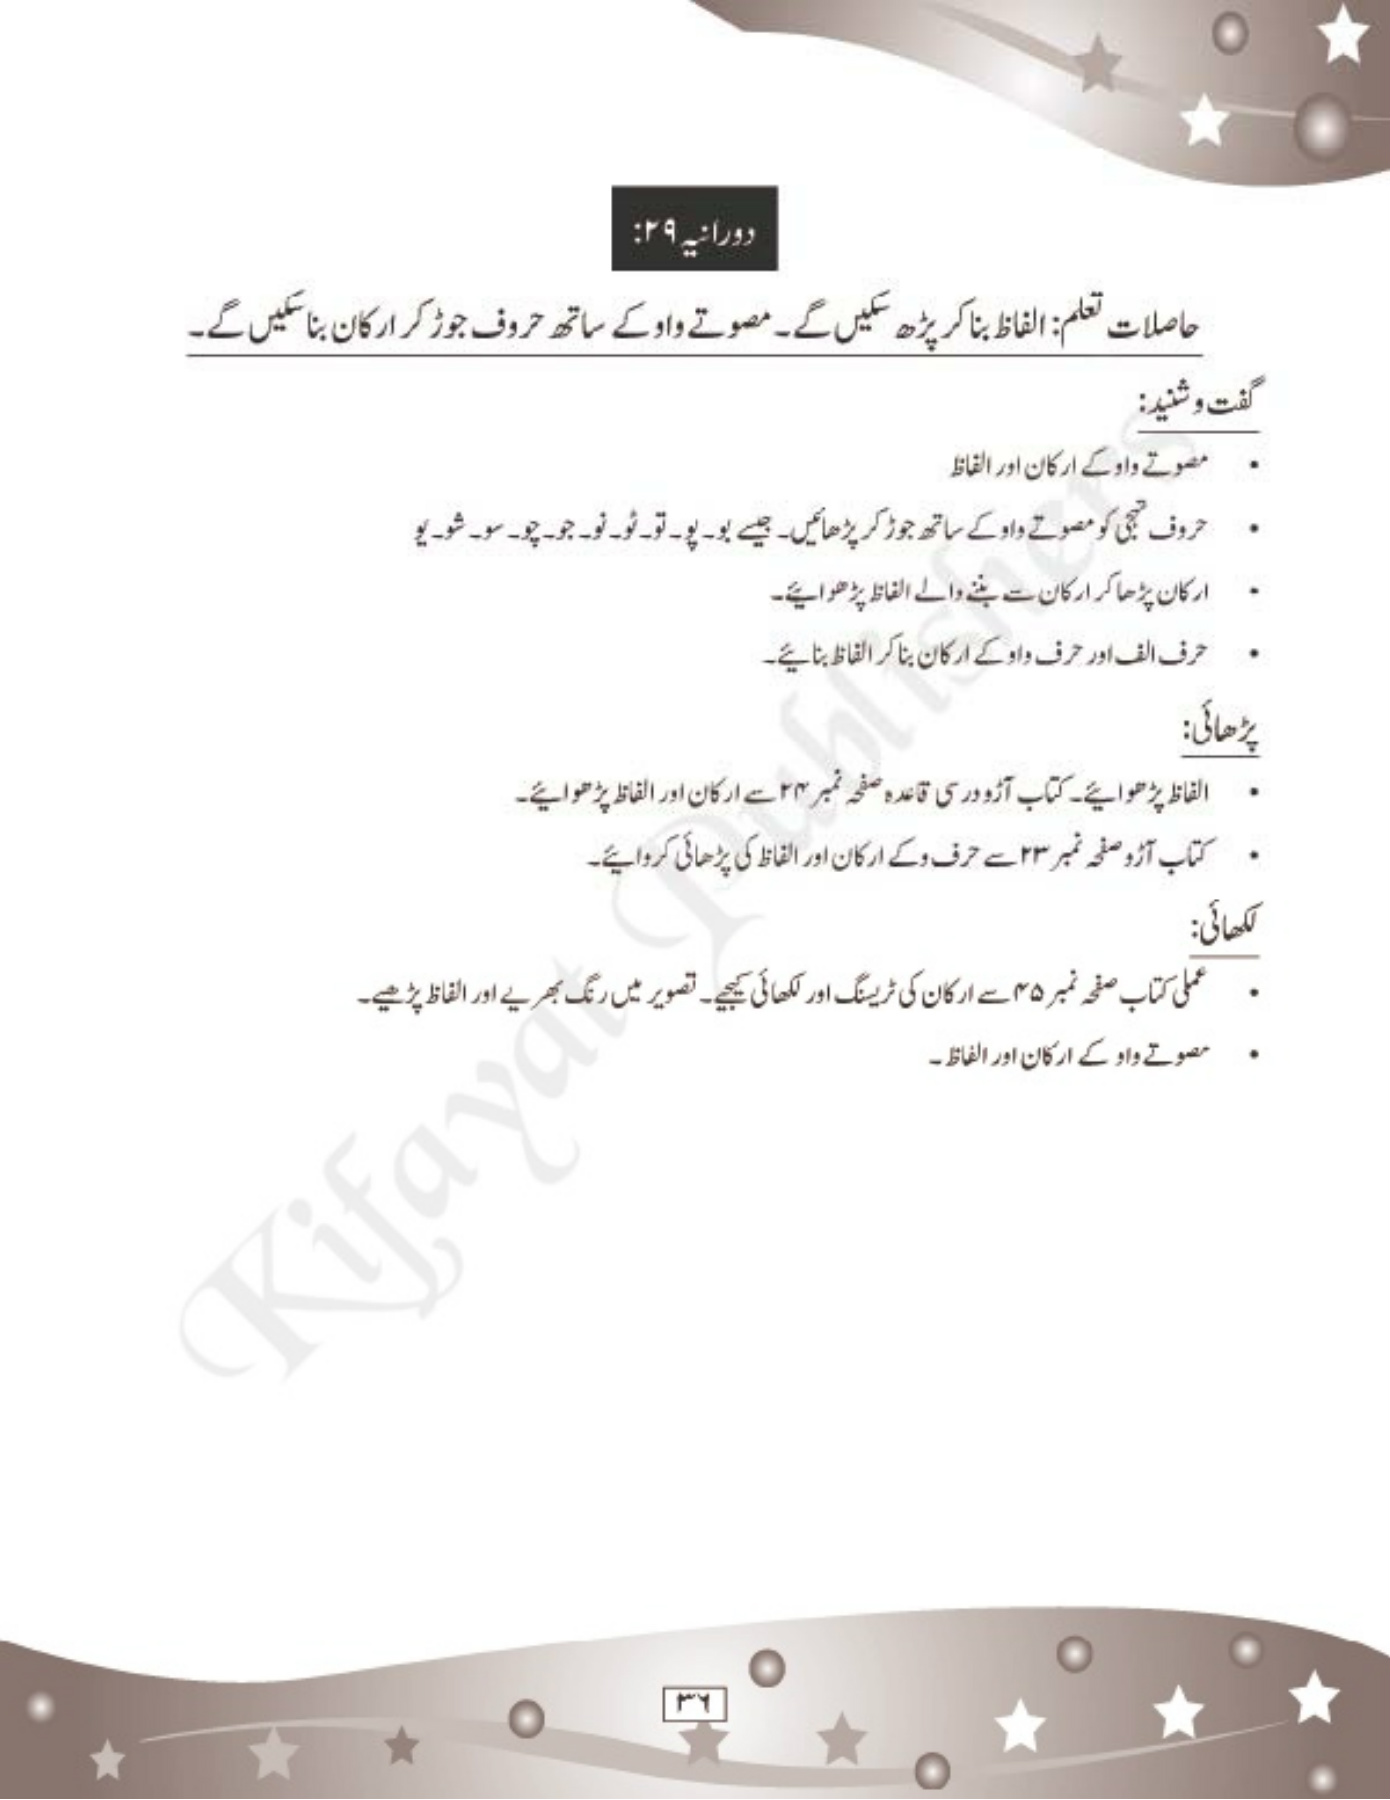 دورانیہ ۲۹:
حاصلات تعلم: الفاظ بنا کر پڑھ سکیں گے۔ مصوتے واو کے ساتھ حروف جوڑ کر ارکان بنا سکیں گے۔
گفت و شنید:
• مصوتے واو کے ارکان اور الفاظ
• حروف تہجی کو مصوتے واو کے ساتھ جوڑ کر پڑھائیں۔ جیسے بو۔ پو۔ تو۔ ٹو۔ نو۔ جو۔ چو۔ سو۔ شو۔ یو
• ارکان پڑھا کر ارکان سے بننے والے الفاظ پڑھوایئے۔
• حرف الف اور حرف واو کے ارکان بنا کر الفاظ بنایئے۔
پڑھائی:
• الفاظ پڑھوایئے۔ کتاب آڑو درسی قاعدہ صفحہ نمبر ۲۴ سے ارکان اور الفاظ پڑھوایئے۔
• کتاب آڑو صفحہ نمبر ۲۳ سے حرف و کے ارکان اور الفاظ کی پڑھائی کروایئے۔
لکھائی:
• عملی کتاب صفحہ نمبر ۴۵ سے ارکان کی ٹریسنگ اور لکھائی کیجیے۔ تصویر میں رنگ بھریے اور الفاظ پڑھیے۔
• مصوتے واو کے ارکان اور الفاظ ۔
Kifayat Publishers
۳۶